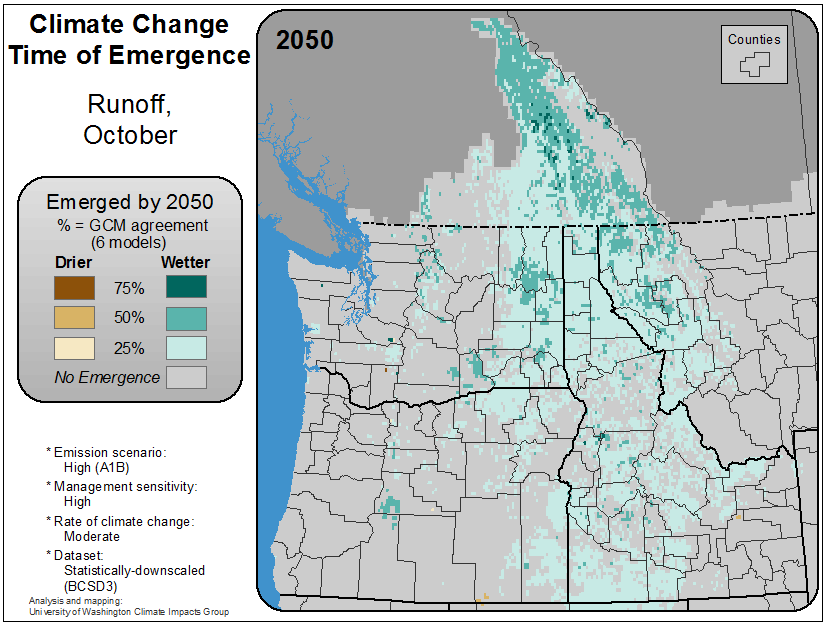 Climate Change
Time of Emergence
Runoff,
October
Emerged by 2050
% = GCM agreement
(6 models)
Drier Wetter
75%
50%
25%
No Emergence
* Emission scenario:
High (A1B)
* Management sensitivity:
High
* Rate of climate change:
Moderate
* Dataset:
Statistically-downscaled
(BCSD3)
Analysis and mapping:
University of Washington Climate Impacts Group
2050
Counties